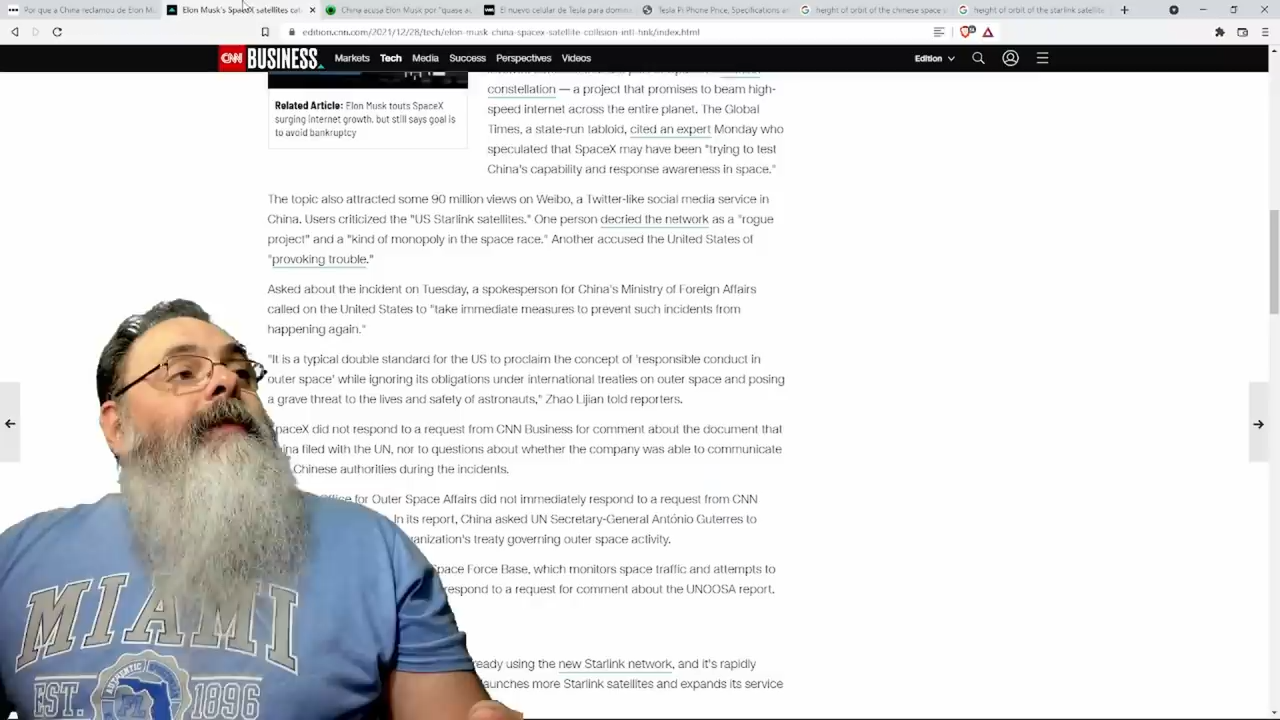 Por que a China reclamou de Elon M
Elon Musk's SpaceX satellites cat
China acusa Elon Musk por "quase ac
El nuevo celular de Tesla para domin
Tesla Pi Phone Price, Specifications an
height of orbit of the chinese space s
height of orbit of the starlink satellite
edition.cnn.com/2021/12/28/tech/elon-musk-china-spacex-satellite-collision-intl-hnk/index.html
CNN BUSINESS Markets Tech Media Success Perspectives Videos Edition
constellation — a project that promises to beam high-
speed internet across the entire planet. The Global
Times, a state-run tabloid, cited an expert Monday who
speculated that SpaceX may have been "trying to test
China's capability and response awareness in space."
Related Article: Elon Musk touts SpaceX
surging internet growth, but still says goal is
to avoid bankruptcy
The topic also attracted some 90 million views on Weibo, a Twitter-like social media service in
China. Users criticized the "US Starlink satellites." One person decried the network as a "rogue
project" and a "kind of monopoly in the space race." Another accused the United States of
"provoking trouble."
Asked about the incident on Tuesday, a spokesperson for China's Ministry of Foreign Affairs
called on the United States to "take immediate measures to prevent such incidents from
happening again."
"It is a typical double standard for the US to proclaim the concept of 'responsible conduct in
outer space' while ignoring its obligations under international treaties on outer space and posing
a grave threat to the lives and safety of astronauts," Zhao Lijian told reporters.
SpaceX did not respond to a request from CNN Business for comment about the document that
ina filed with the UN, nor to questions about whether the company was able to communicate
Chinese authorities during the incidents.
ffice for Outer Space Affairs did not immediately respond to a request from CNN
In its report, China asked UN Secretary-General António Guterres to
ganization's treaty governing outer space activity.
Space Force Base, which monitors space traffic and attempts to
respond to a request for comment about the UNOOSA report.
ready using the new Starlink network, and it's rapidly
launches more Starlink satellites and expands its service
MIAMI
EST. 1896